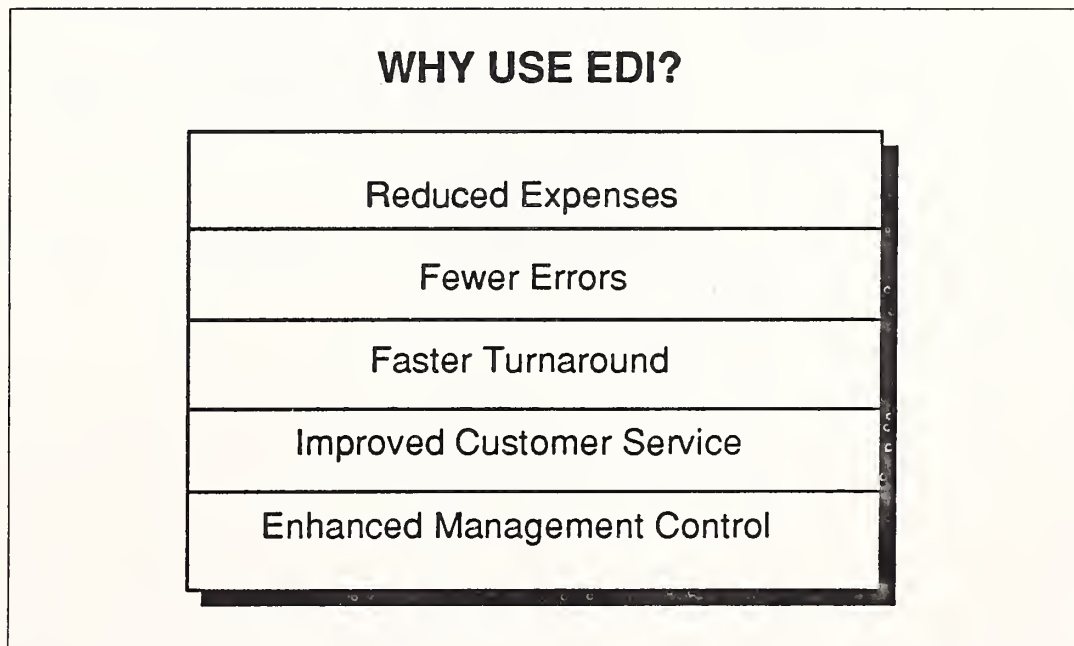 WHY USE EDI?
Reduced Expenses
Fewer Errors
Faster Turnaround
Improved Customer Service
Enhanced Management Control